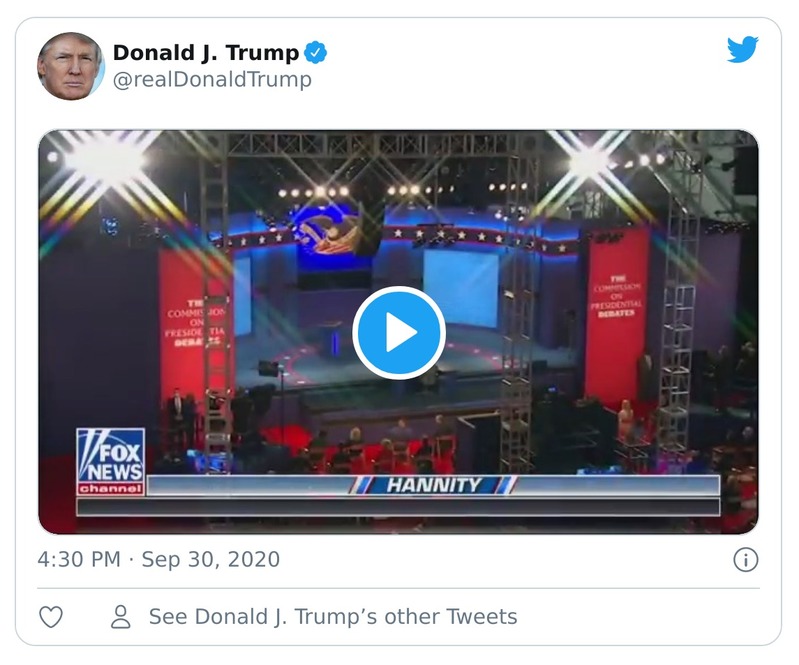 Donald J. Trump
@realDonaldTrump
THE
COMMISSION
ON
PRESIDENTIAL
DEBATES
THE
COMMISSION
ON
PRESIDENTIAL
DEBATES
FOX
NEWS
channel
HANNITY
4:30 PM · Sep 30, 2020
See Donald J. Trump’s other Tweets